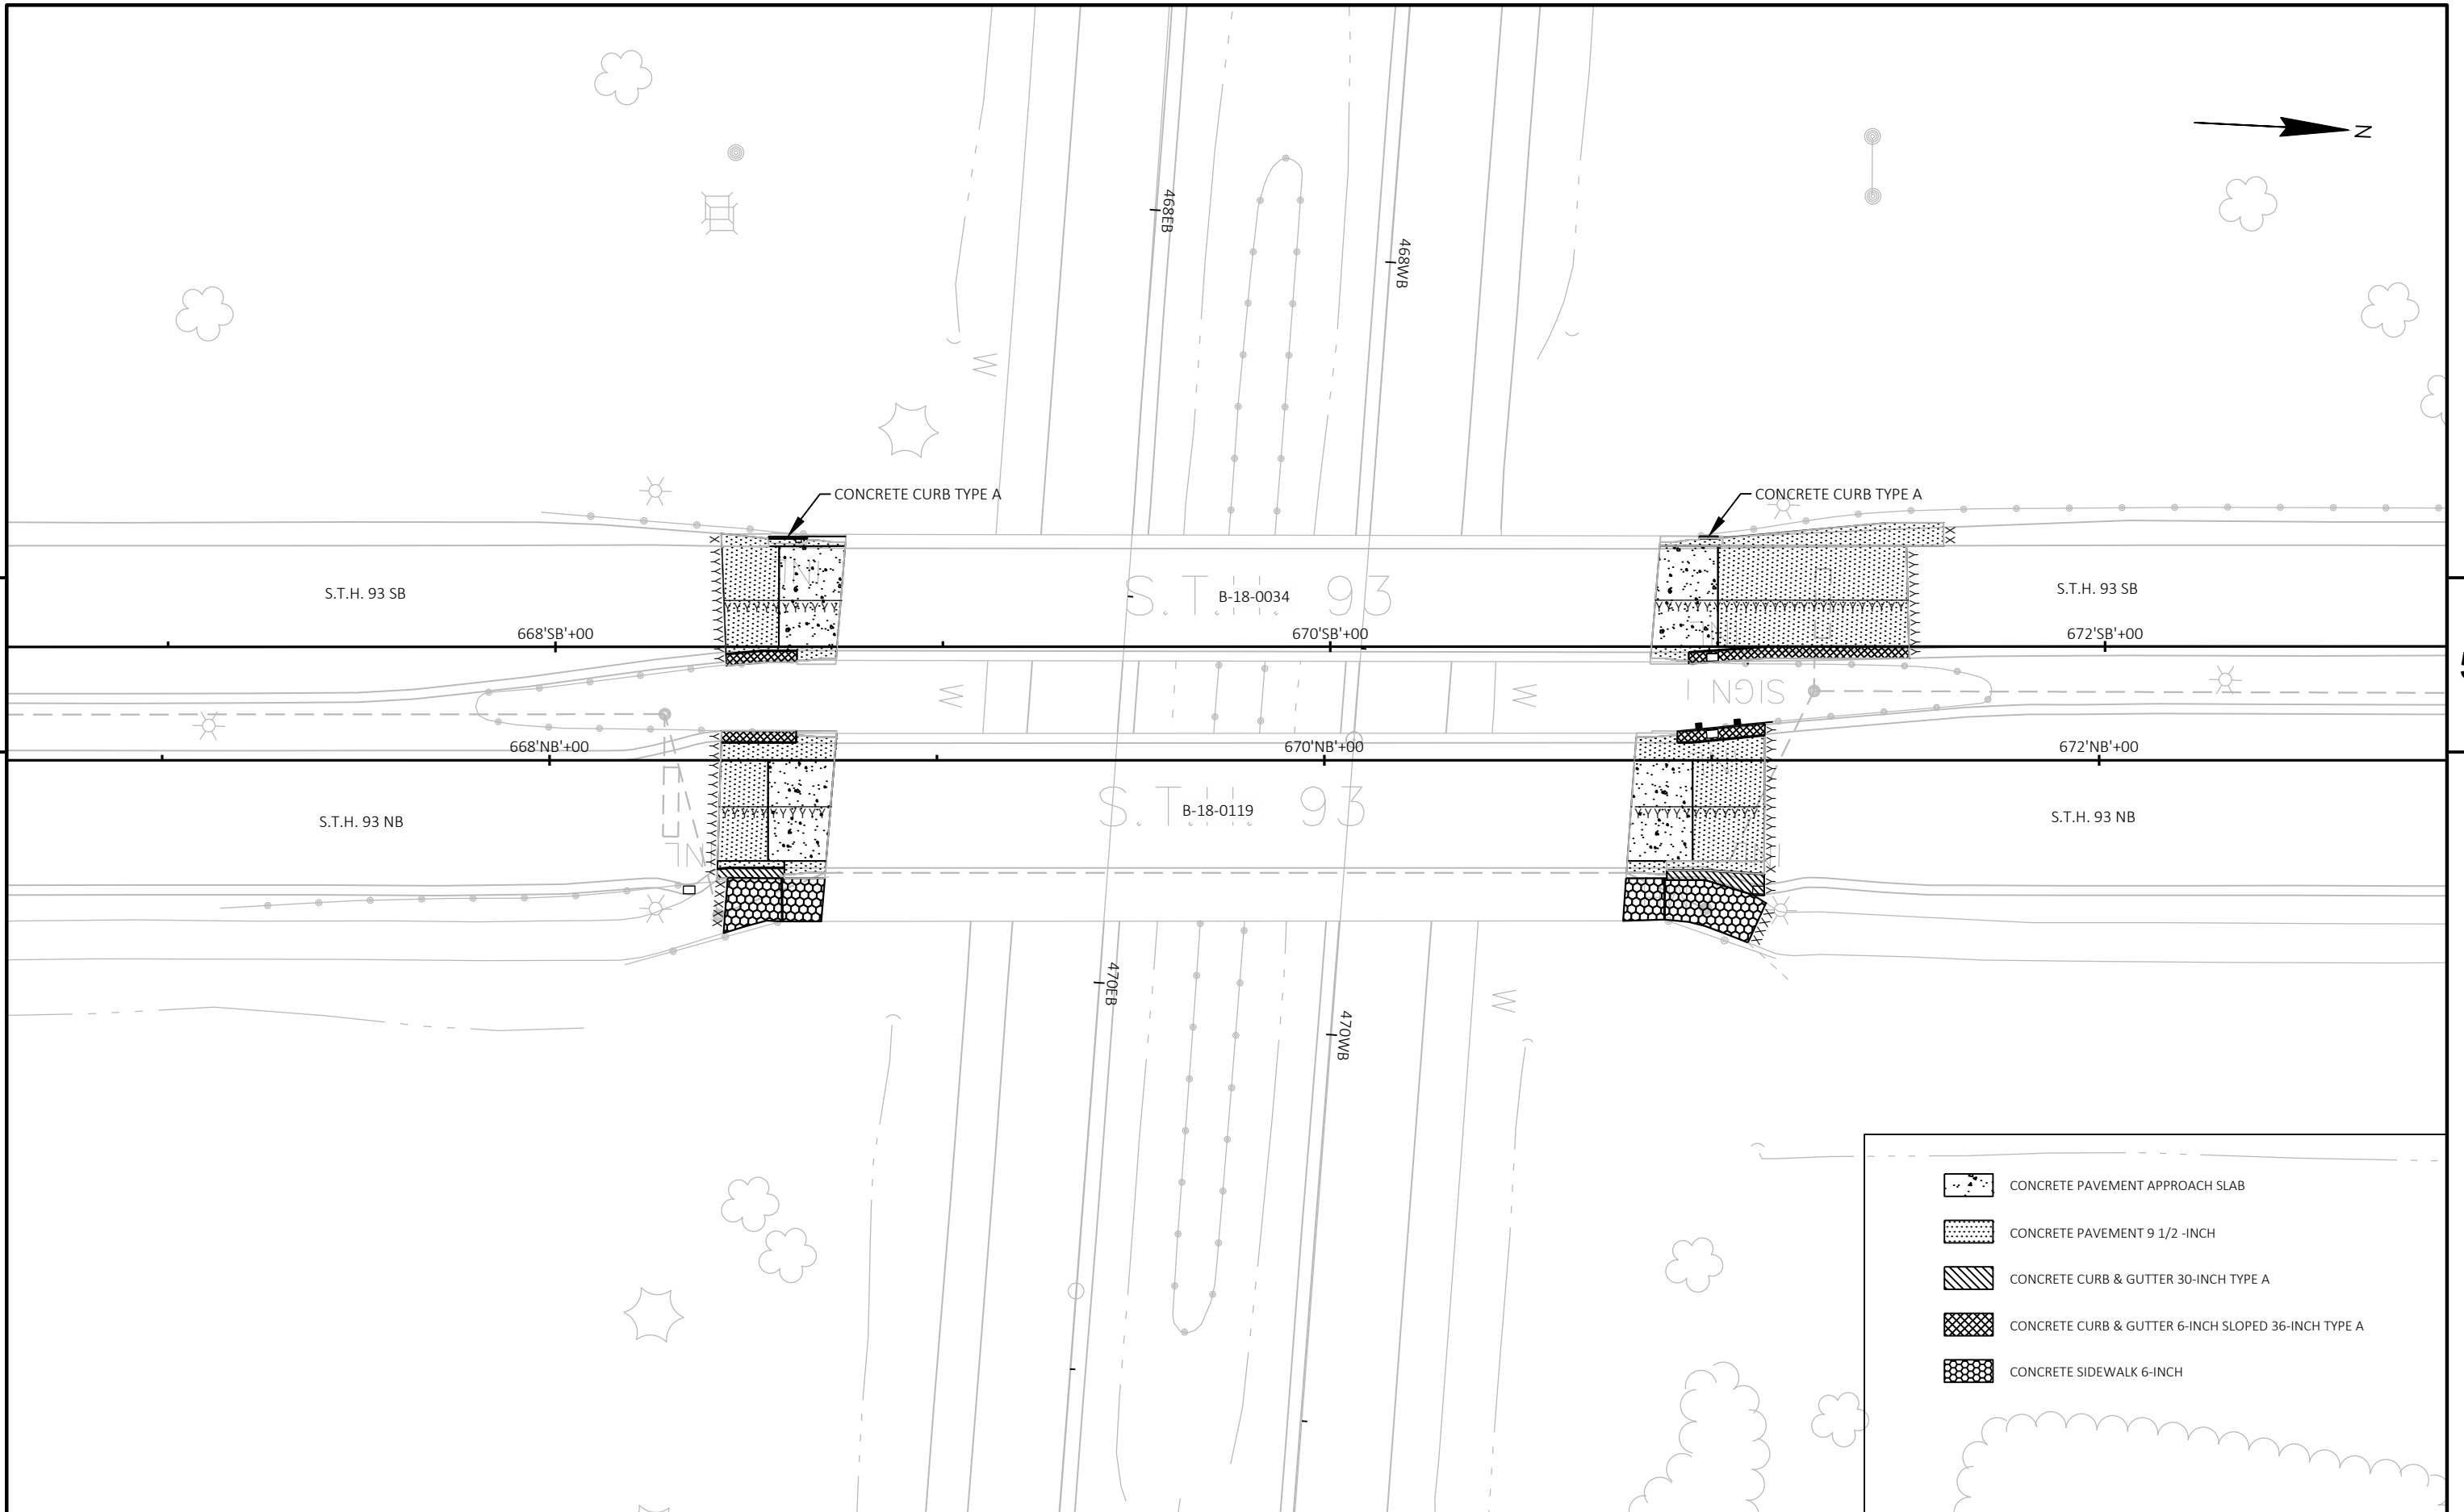 N
468EB
468WB
CONCRETE CURB TYPE A
CONCRETE CURB TYPE A
S.T.H. 93 SB
S.T.H. 93
B-18-0034
S.T.H. 93 SB
668'SB'+00
670'SB'+00
672'SB'+00
SIGN
668'NB'+00
670'NB'+00
672'NB'+00
S.T.H. 93 NB
S.T.H. 93
B-18-0119
S.T.H. 93 NB
470EB
470WB
CONCRETE PAVEMENT APPROACH SLAB
CONCRETE PAVEMENT 9 1/2 -INCH
CONCRETE CURB & GUTTER 30-INCH TYPE A
CONCRETE CURB & GUTTER 6-INCH SLOPED 36-INCH TYPE A
CONCRETE SIDEWALK 6-INCH